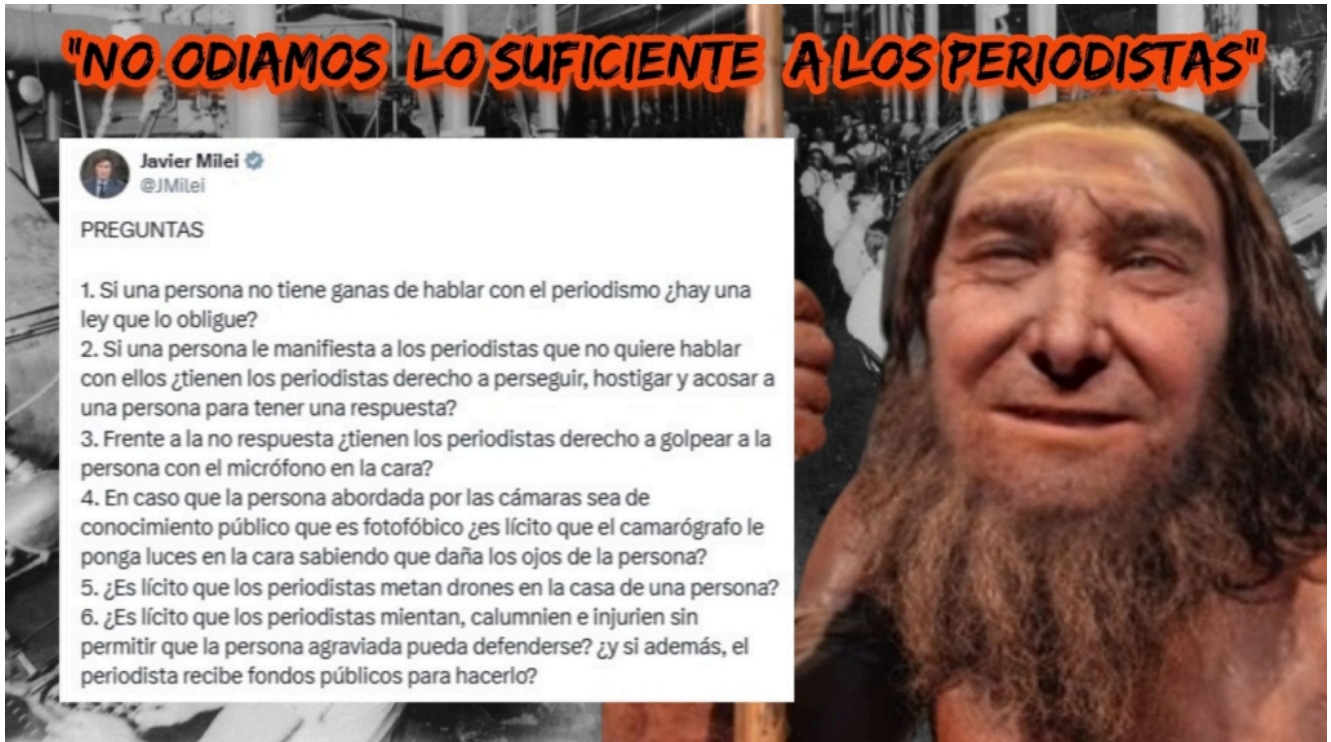 "NO ODIAMOS LO SUFICIENTE A LOS PERIODISTAS"
Javier Milei
@JMilei
PREGUNTAS
1. Si una persona no tiene ganas de hablar con el periodismo ¿hay una
ley que lo obligue?
2. Si una persona le manifiesta a los periodistas que no quiere hablar
con ellos ¿tienen los periodistas derecho a perseguir, hostigar y acosar a
una persona para tener una respuesta?
3. Frente a la no respuesta ¿tienen los periodistas derecho a golpear a la
persona con el micrófono en la cara?
4. En caso que la persona abordada por las cámaras sea de
conocimiento público que es fotofóbico ¿es lícito que el camarógrafo le
ponga luces en la cara sabiendo que daña los ojos de la persona?
5. ¿Es lícito que los periodistas metan drones en la casa de una persona?
6. ¿Es lícito que los periodistas mientan, calumnien e injurien sin
permitir que la persona agraviada pueda defenderse? ¿y si además, el
periodista recibe fondos públicos para hacerlo?